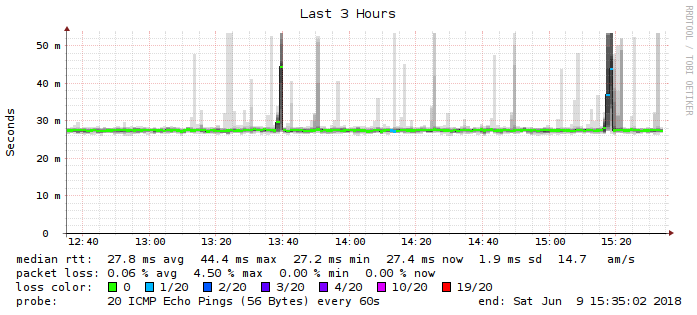 Last 3 Hours
RRDTOOL / TOBI OETIKER
Seconds
50 m
40 m
30 m
20 m
10 m
0
12:40 13:00 13:20 13:40 14:00 14:20 14:40 15:00 15:20
median rtt: 27.8 ms avg 44.4 ms max 27.2 ms min 27.4 ms now 1.9 ms sd 14.7 am/s
packet loss: 0.06 % avg 4.50 % max 0.00 % min 0.00 % now
loss color: 0 1/20 2/20 3/20 4/20 10/20 19/20
probe: 20 ICMP Echo Pings (56 Bytes) every 60s end: Sat Jun 9 15:35:02 2018